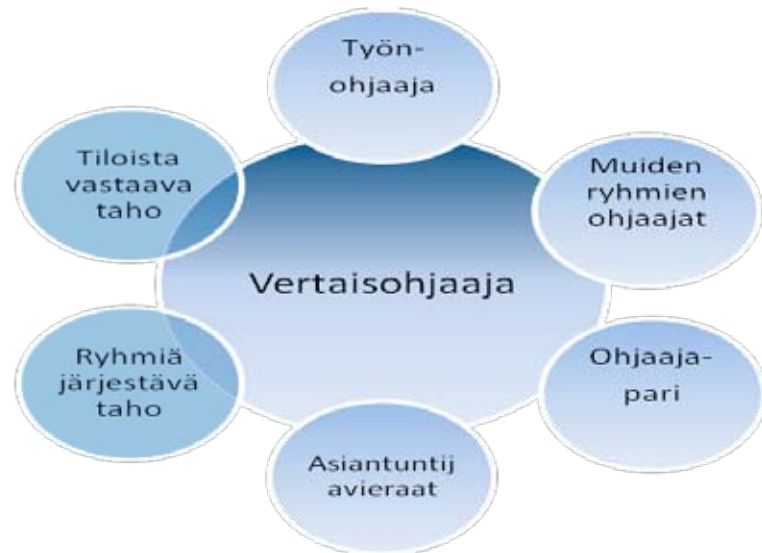 Työn-
ohjaaja
Tiloista
vastaava
taho
Muiden
ryhmien
ohjaajat
Vertaisohjaaja
Ryhmiä
järjestävä
taho
Ohjaaja-
pari
Asiantuntij
avieraat